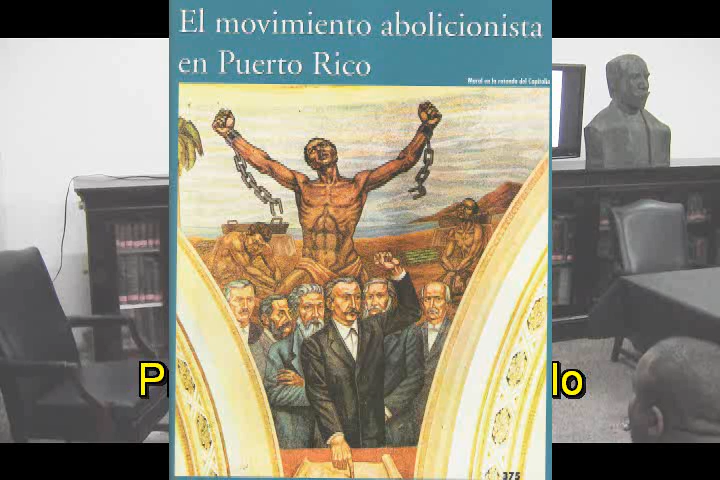 El movimiento abolicionista
en Puerto Rico
Mural en la rotonda del Capitolio
375